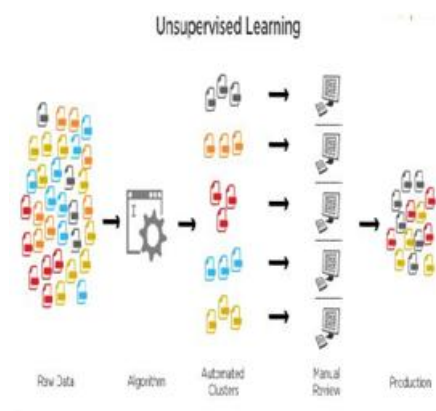 Unsupervised Learning
Raw Data
Algorithm
Automated
Clusters
Manual
Review
Production